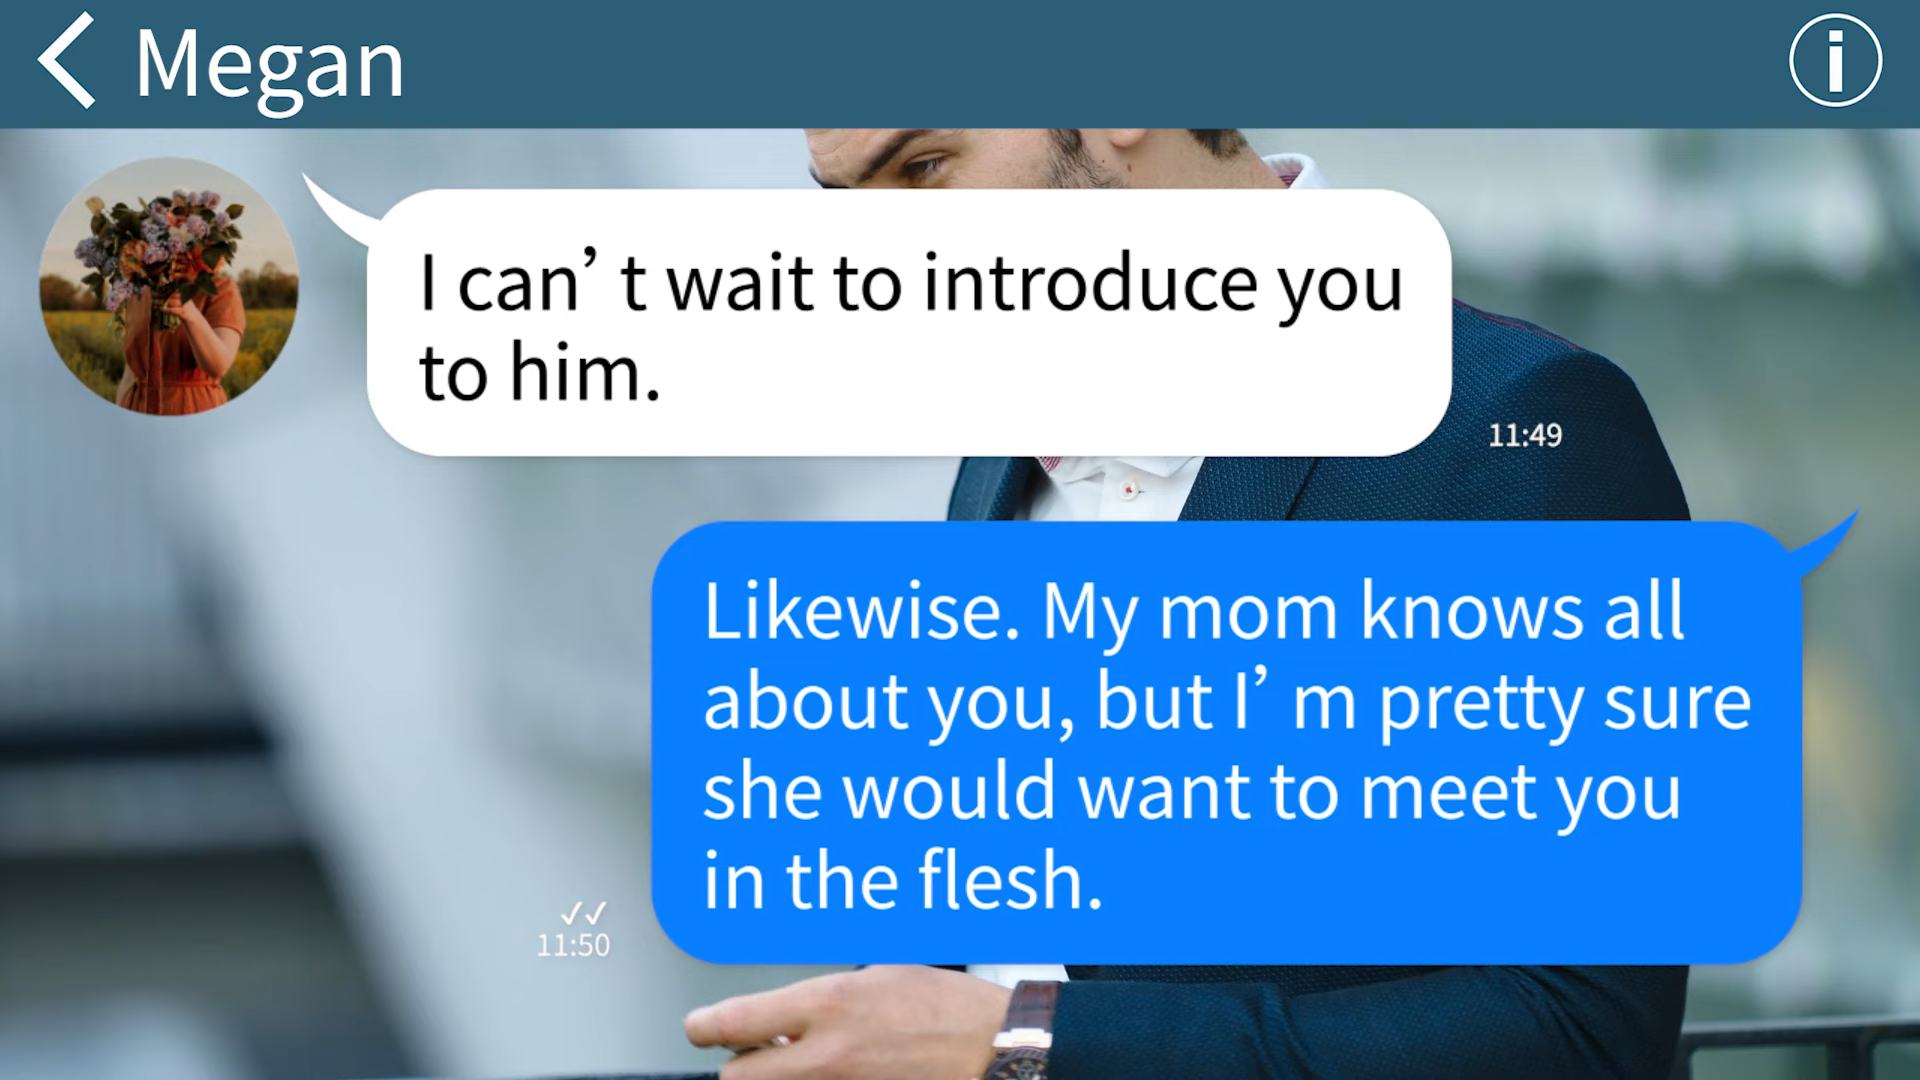 Megan
I can’ t wait to introduce you
to him.
11:49
Likewise. My mom knows all
about you, but I’ m pretty sure
she would want to meet you
in the flesh.
✓✓
11:50